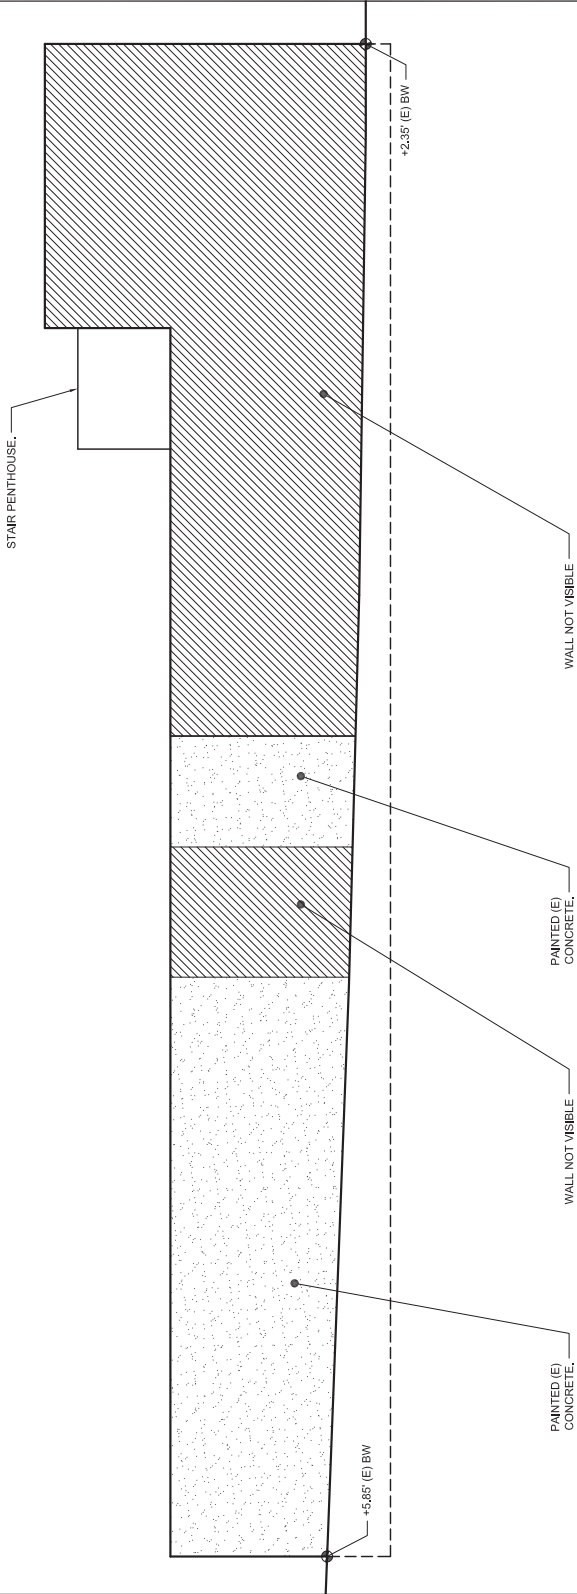 STAIR PENTHOUSE.
+5.85' (E) BW
+2.35' (E) BW
PAINTED (E)
CONCRETE.
WALL NOT VISIBLE
PAINTED (E)
CONCRETE.
WALL NOT VISIBLE